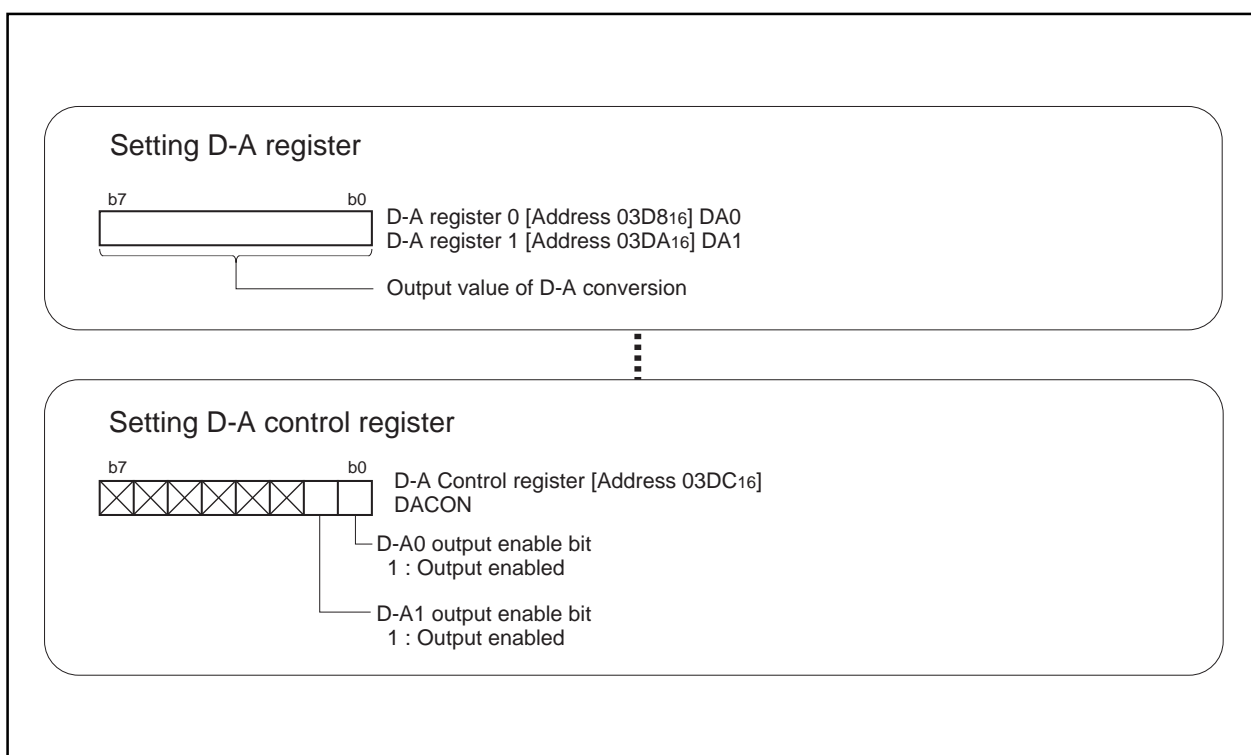 Setting D-A register
b7 b0
D-A register 0 [Address 03D816] DA0
D-A register 1 [Address 03DA16] DA1
Output value of D-A conversion
Setting D-A control register
b7 b0
D-A Control register [Address 03DC16]
DACON
D-A0 output enable bit
1 : Output enabled
D-A1 output enable bit
1 : Output enabled